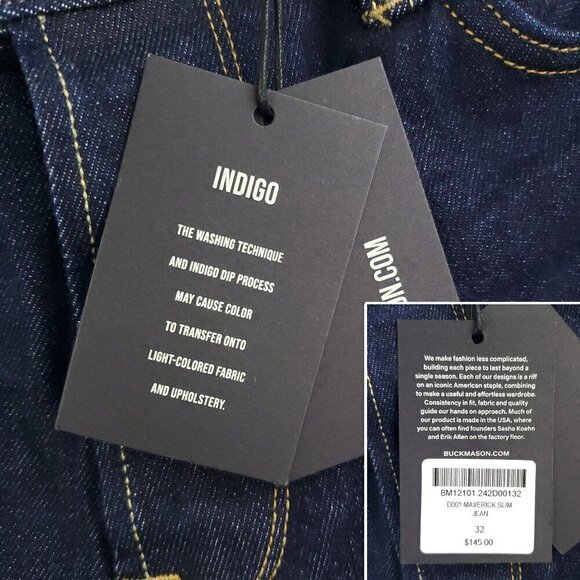 INDIGO
THE WASHING TECHNIQUE
AND INDIGO DIP PROCESS
MAY CAUSE COLOR
TO TRANSFER ONTO
LIGHT-COLORED FABRIC
AND UPHOLSTERY.
ON.COM
We make fashion less complicated,
building each piece to last beyond a
single season. Each of our designs is a riff
on an iconic American staple, combining
to make a useful and effortless wardrobe.
Consistency in fit, fabric and quality
guide our hands on approach. Much of
our product is made in the USA, where
you can often find founders Sasha Koehn
and Erik Allen on the factory floor.
BUCKMASON.COM
BM12101.242D00132
D001 MAVERICK SLIM
JEAN
32
$145.00